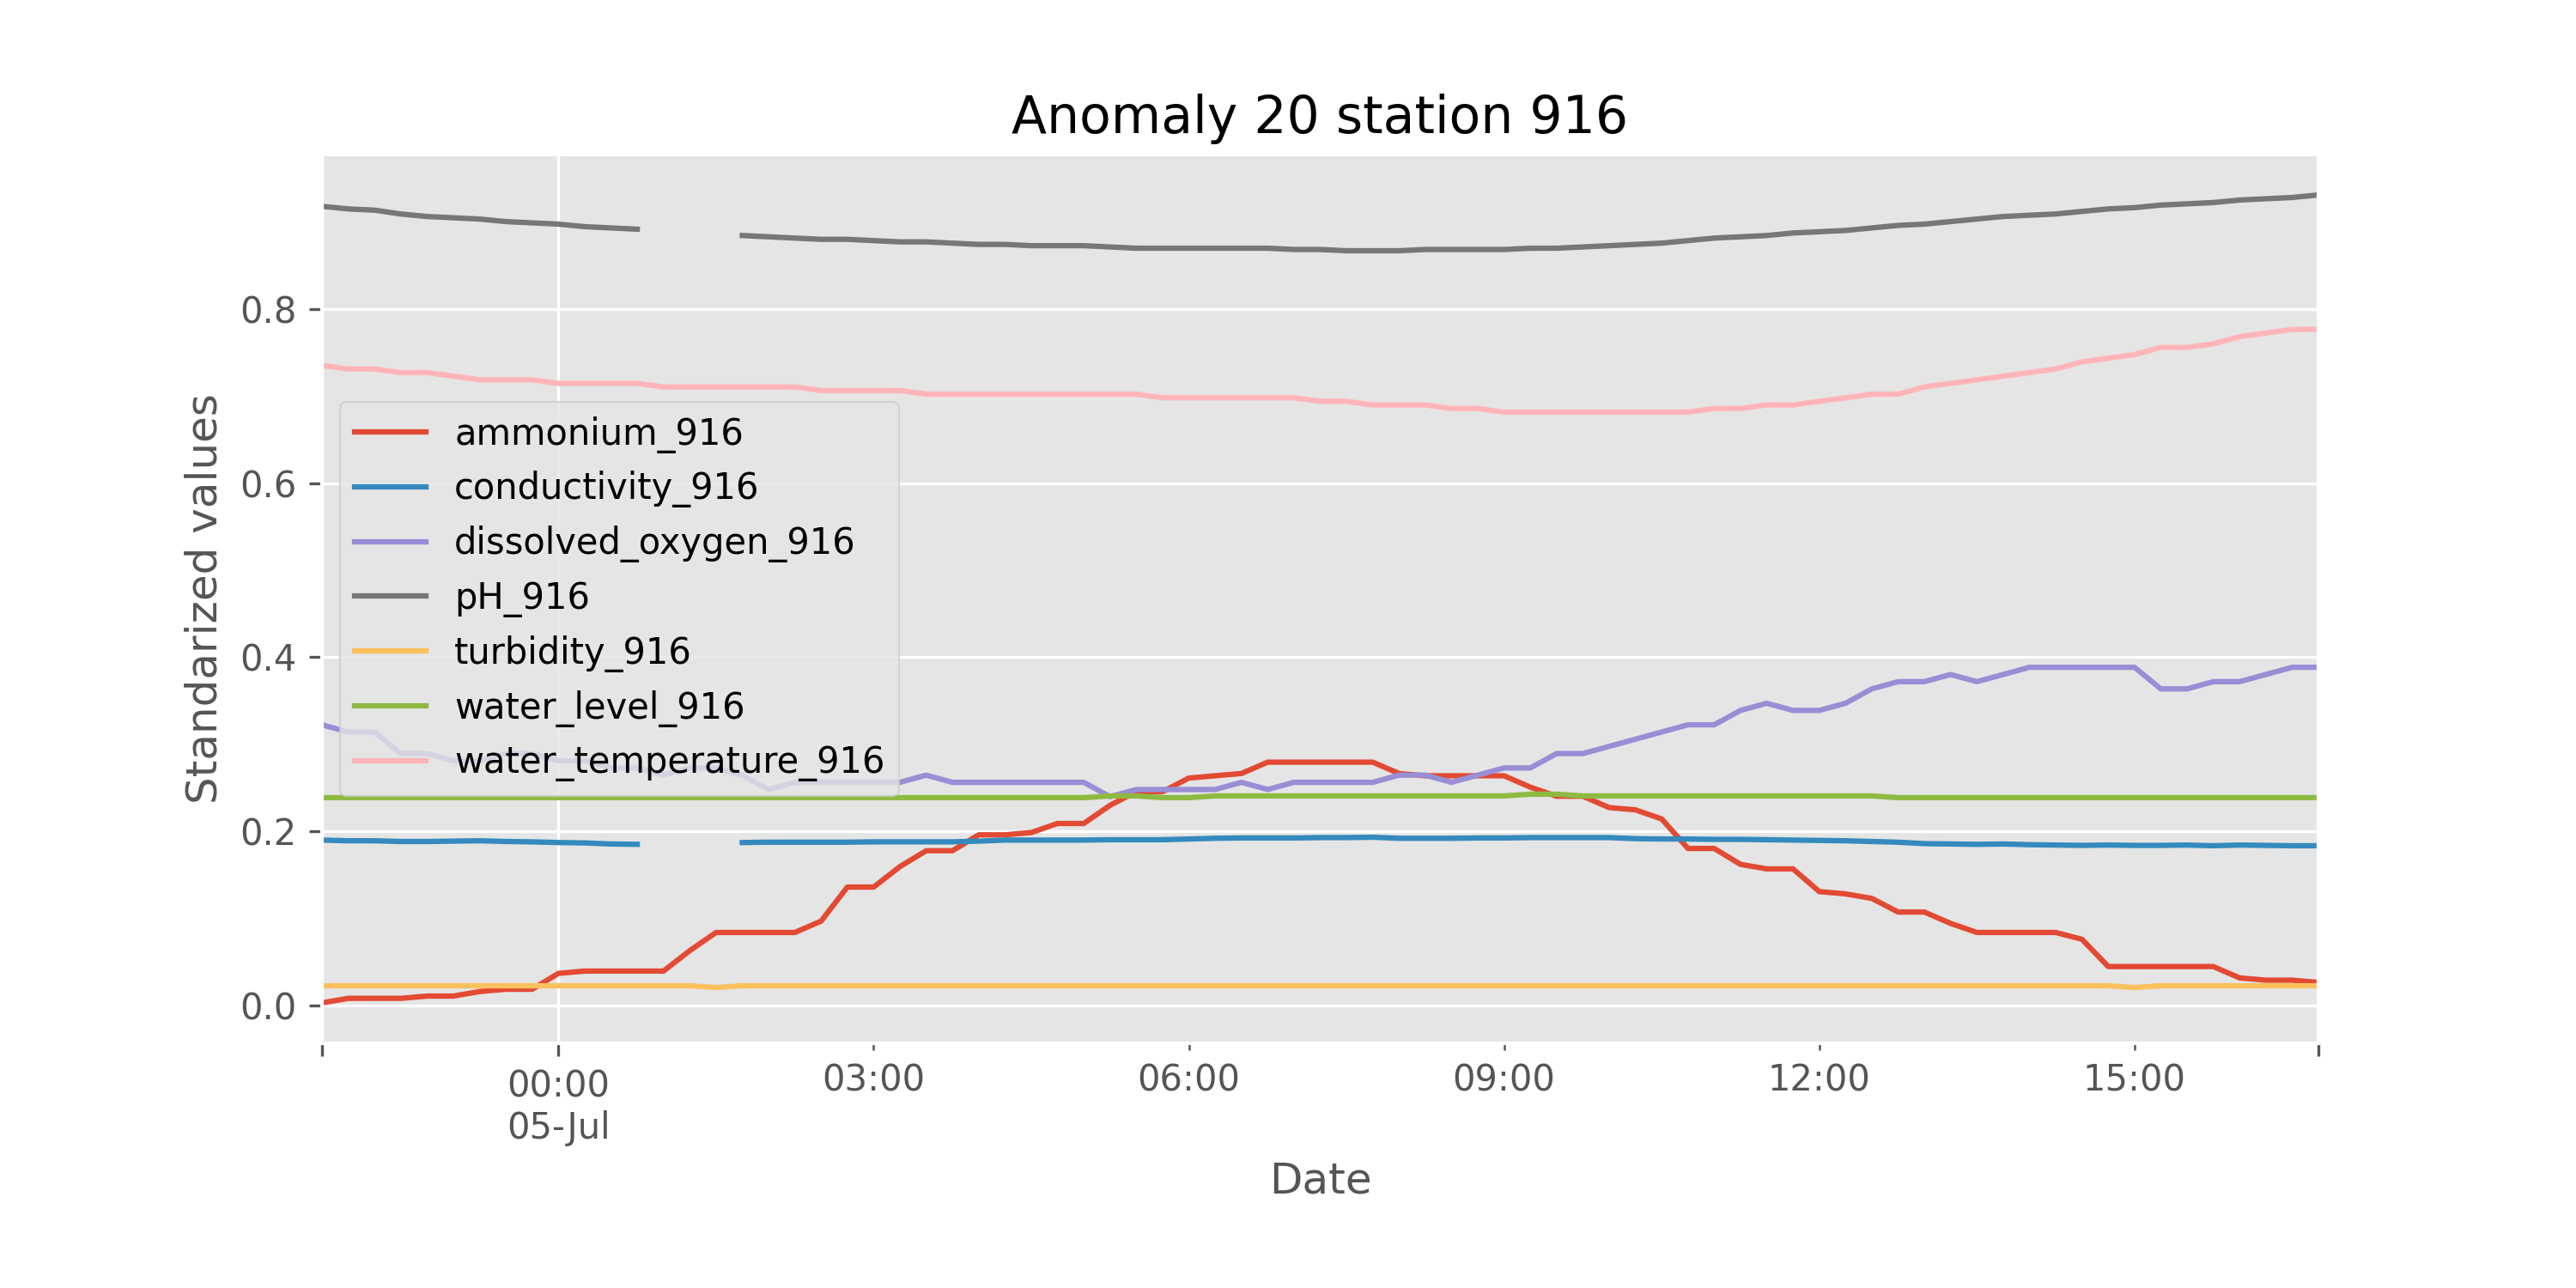 Anomaly 20 station 916
Standarized values
0.8
0.6
0.4
0.2
0.0
ammonium_916
conductivity_916
dissolved_oxygen_916
pH_916
turbidity_916
water_level_916
water_temperature_916
00:00 03:00 06:00 09:00 12:00 15:00
05-Jul
Date